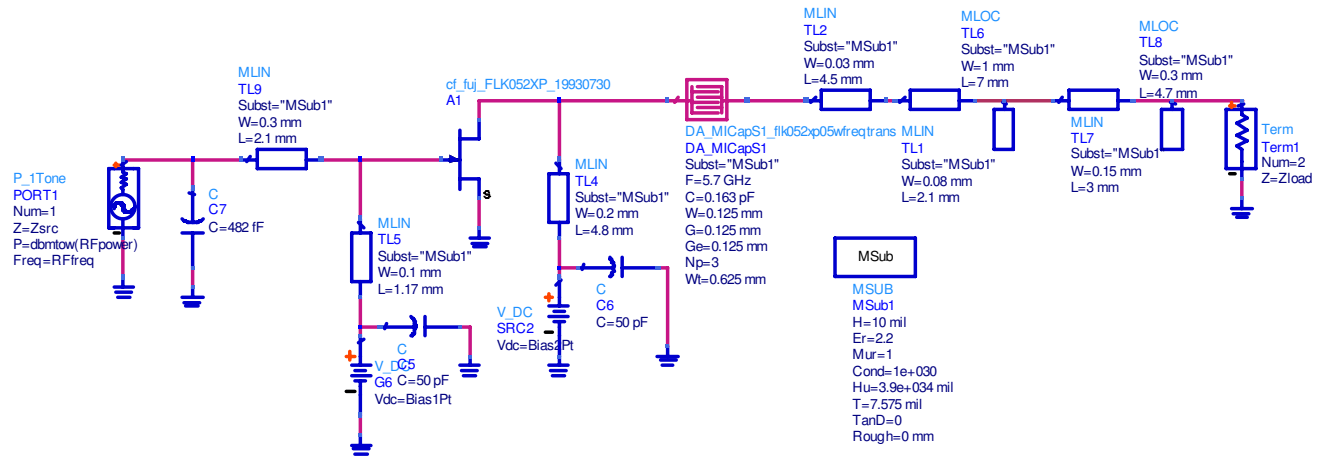 MLIN
TL9
Subst="MSub1"
W=0.3 mm
L=2.1 mm
P_1Tone
PORT1
Num=1
Z=Zsrc
P=dbmtow(RFpower)
Freq=RFfreq
C
C7
C=482 fF
MLIN
TL5
Subst="MSub1"
W=0.1 mm
L=1.17 mm
C
C5
C=50 pF
V_DC
G6
Vdc=Bias1Pt
cf_fuj_FLK052XP_19930730
A1
s
MLIN
TL4
Subst="MSub1"
W=0.2 mm
L=4.8 mm
V_DC
SRC2
Vdc=Bias2Pt
C
C6
C=50 pF
DA_MICapS1_flk052xp05wfreqtrans
DA_MICapS1
Subst="MSub1"
F=5.7 GHz
C=0.163 pF
W=0.125 mm
G=0.125 mm
Ge=0.125 mm
Np=3
Wt=0.625 mm
MLIN
TL2
Subst="MSub1"
W=0.03 mm
L=4.5 mm
MLIN
TL1
Subst="MSub1"
W=0.08 mm
L=2.1 mm
MLOC
TL6
Subst="MSub1"
W=1 mm
L=7 mm
MLIN
TL7
Subst="MSub1"
W=0.15 mm
L=3 mm
MLOC
TL8
Subst="MSub1"
W=0.3 mm
L=4.7 mm
Term
Term1
Num=2
Z=Zload
MSub
MSUB
MSub1
H=10 mil
Er=2.2
Mur=1
Cond=1e+030
Hu=3.9e+034 mil
T=7.575 mil
TanD=0
Rough=0 mm